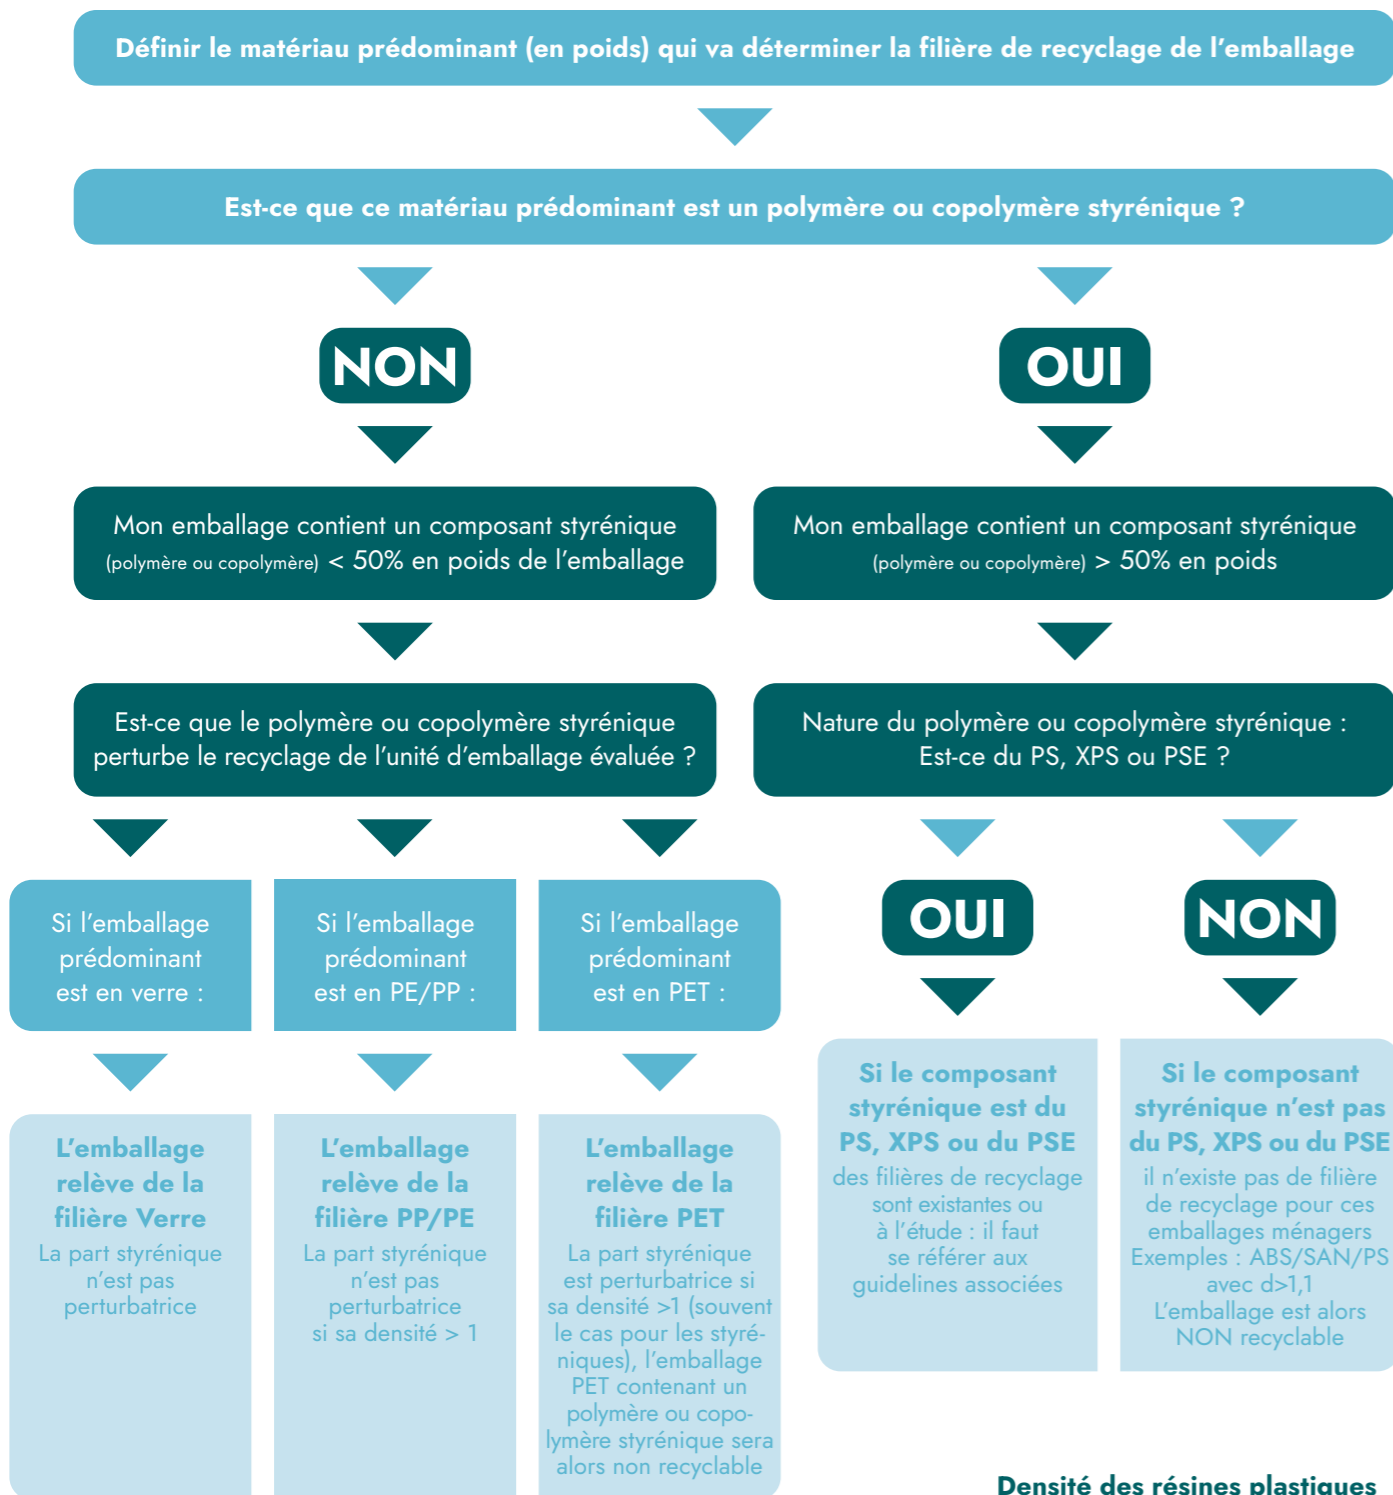 Définir le matériau prédominant (en poids) qui va déterminer la filière de recyclage de l'emballage
Est-ce que ce matériau prédominant est un polymère ou copolymère styrénique ?
NON
Mon emballage contient un composant styrénique
(polymère ou copolymère) < 50% en poids de l'emballage
Est-ce que le polymère ou copolymère styrénique
perturbe le recyclage de l'unité d'emballage évaluée ?
Si l'emballage
prédominant
est en verre :
L'emballage
relève de la
filière Verre
La part styrénique
n'est pas
perturbatrice
Si l'emballage
prédominant
est en PE/PP :
L'emballage
relève de la
filière PP/PE
La part styrénique
n'est pas
perturbatrice
si sa densité > 1
Si l'emballage
prédominant
est en PET :
L'emballage
relève de la
filière PET
La part styrénique
est perturbatrice si
sa densité >1 (souvent
le cas pour les styré-
niques), l'emballage
PET contenant un
polymère ou copo-
lymère styrénique sera
alors non recyclable
OUI
Mon emballage contient un composant styrénique
(polymère ou copolymère) > 50% en poids
Nature du polymère ou copolymère styrénique :
Est-ce du PS, XPS ou PSE ?
OUI
Si le composant
styrénique est du
PS, XPS ou du PSE
des filières de recyclage
sont existantes ou
à l'étude : il faut
se référer aux
guidelines associées
NON
Si le composant
styrénique n'est pas
du PS, XPS ou du PSE
il n'existe pas de filière
de recyclage pour ces
emballages ménagers
Exemples : ABS/SAN/PS
avec d>1,1
L'emballage est alors
NON recyclable
Densité des résines plastiques